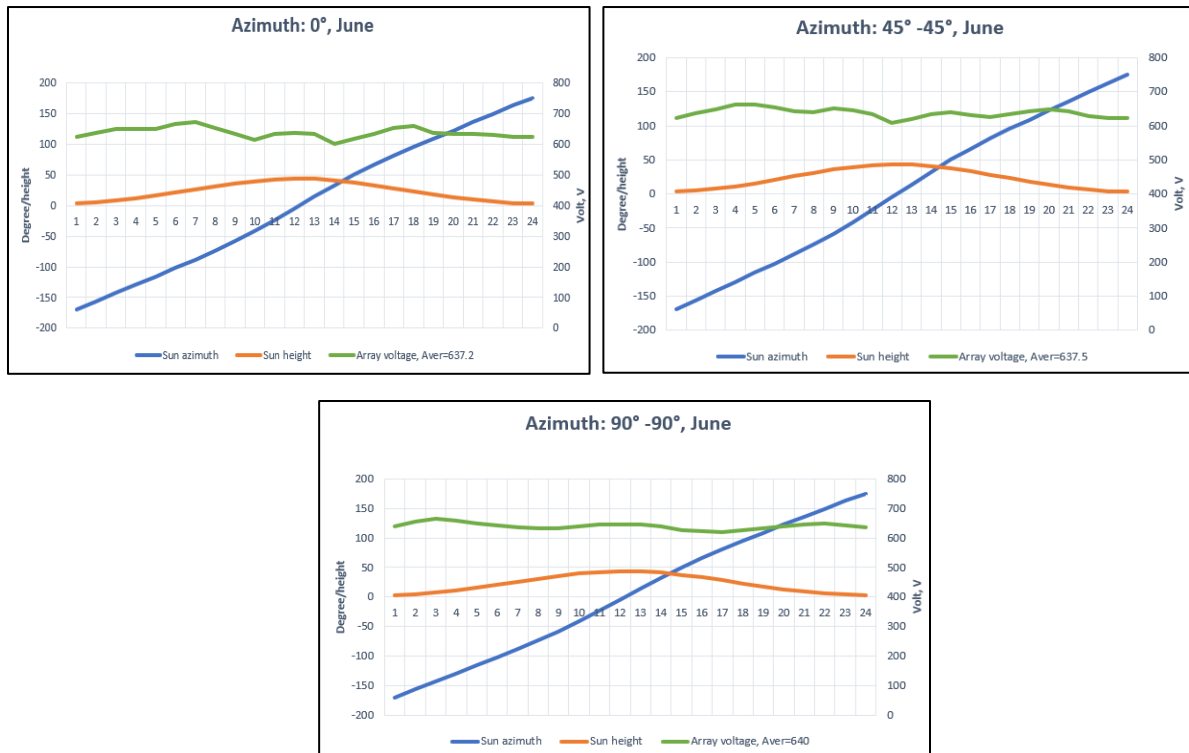 Azimuth: 0°, June
200 800
150 700
100 600
50 500
0 400
-50 300
-100 200
-150 100
-200 0
1 2 3 4 5 6 7 8 9 10 11 12 13 14 15 16 17 18 19 20 21 22 23 24
Degree/height
Volt, V
Sun azimuth Sun height Array voltage, Aver=637.2
Azimuth: 45° -45°, June
200 800
150 700
100 600
50 500
0 400
-50 300
-100 200
-150 100
-200 0
1 2 3 4 5 6 7 8 9 10 11 12 13 14 15 16 17 18 19 20 21 22 23 24
Degree/height
Volt, V
Sun azimuth Sun height Array voltage, Aver=637.5
Azimuth: 90° -90°, June
200 800
150 700
100 600
50 500
0 400
-50 300
-100 200
-150 100
-200 0
1 2 3 4 5 6 7 8 9 10 11 12 13 14 15 16 17 18 19 20 21 22 23 24
Degree/height
Volt, V
Sun azimuth Sun height Array voltage, Aver=640